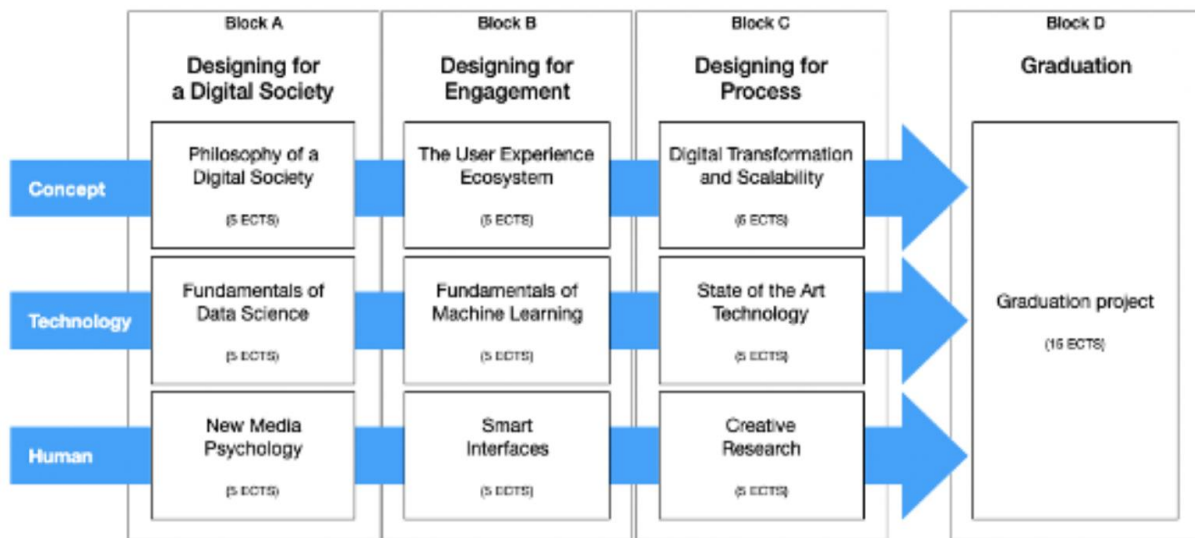 Block A
Designing for
a Digital Society
Block B
Designing for
Engagement
Block C
Designing for
Process
Block D
Graduation
Concept
Philosophy of a
Digital Society
(5 ECTS)
The User Experience
Ecosystem
(5 ECTS)
Digital Transformation
and Scalability
(5 ECTS)
Technology
Fundamentals of
Data Science
(5 ECTS)
Fundamentals of
Machine Learning
(5 ECTS)
State of the Art
Technology
(5 ECTS)
Graduation project
(15 ECTS)
Human
New Media
Psychology
(5 ECTS)
Smart
Interfaces
(5 ECTS)
Creative
Research
(5 ECTS)